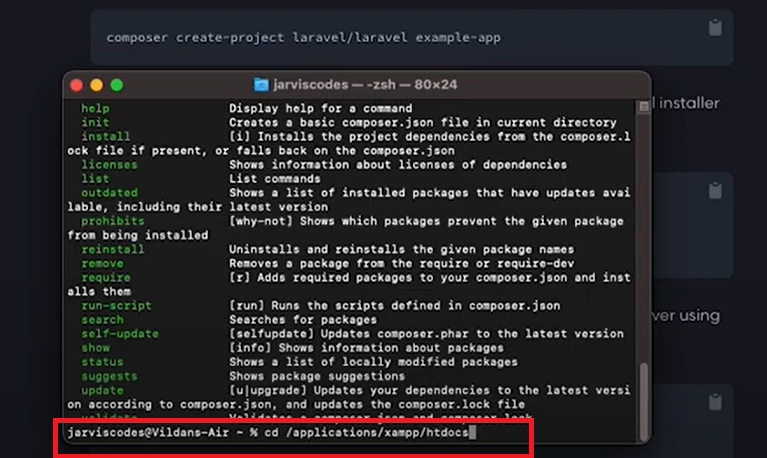 composer create-project laravel/laravel example-app
jarviscodes — -zsh — 80×24
l installer
help Display help for a command
init Creates a basic composer.json file in current directory
install [i] Installs the project dependencies from the composer.l
ock file if present, or falls back on the composer.json
licenses Shows information about licenses of dependencies
list List commands
outdated Shows a list of installed packages that have updates avai
lable, including their latest version
prohibits [why-not] Shows which packages prevent the given package
from being installed
reinstall Uninstalls and reinstalls the given package names
remove Removes a package from the require or require-dev
require [r] Adds required packages to your composer.json and inst
alls them
run-script [run] Runs the scripts defined in composer.json
ver using
search Searches for packages
self-update [selfupdate] Updates composer.phar to the latest version
show [info] Shows information about packages
status Shows a list of locally modified packages
suggests Shows package suggestions
update [u|upgrade] Updates your dependencies to the latest versi
on according to composer.json, and updates the composer.lock file
validate Validates a composer.json and composer.lock
jarviscodes@Vildans-Air ~ % cd /applications/xampp/htdocs